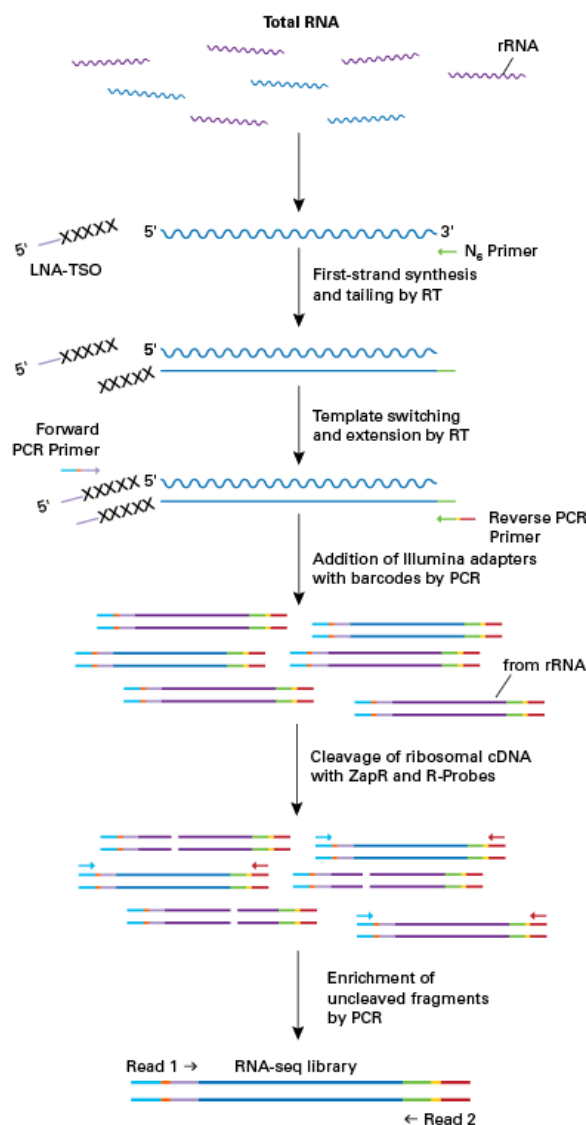 Total RNA
rRNA
XXXXX
5'
5'
3'
LNA-TSO
N₆ Primer
First-strand synthesis
and tailing by RT
XXXXX
5'
5'
XXXXX
Template switching
and extension by RT
Forward
PCR Primer
XXXXX
5'
5'
XXXXX
Reverse PCR
Primer
Addition of Illumina adapters
with barcodes by PCR
from rRNA
Cleavage of ribosomal cDNA
with ZapR and R-Probes
Enrichment of
uncleaved fragments
by PCR
Read 1 →
RNA-seq library
← Read 2